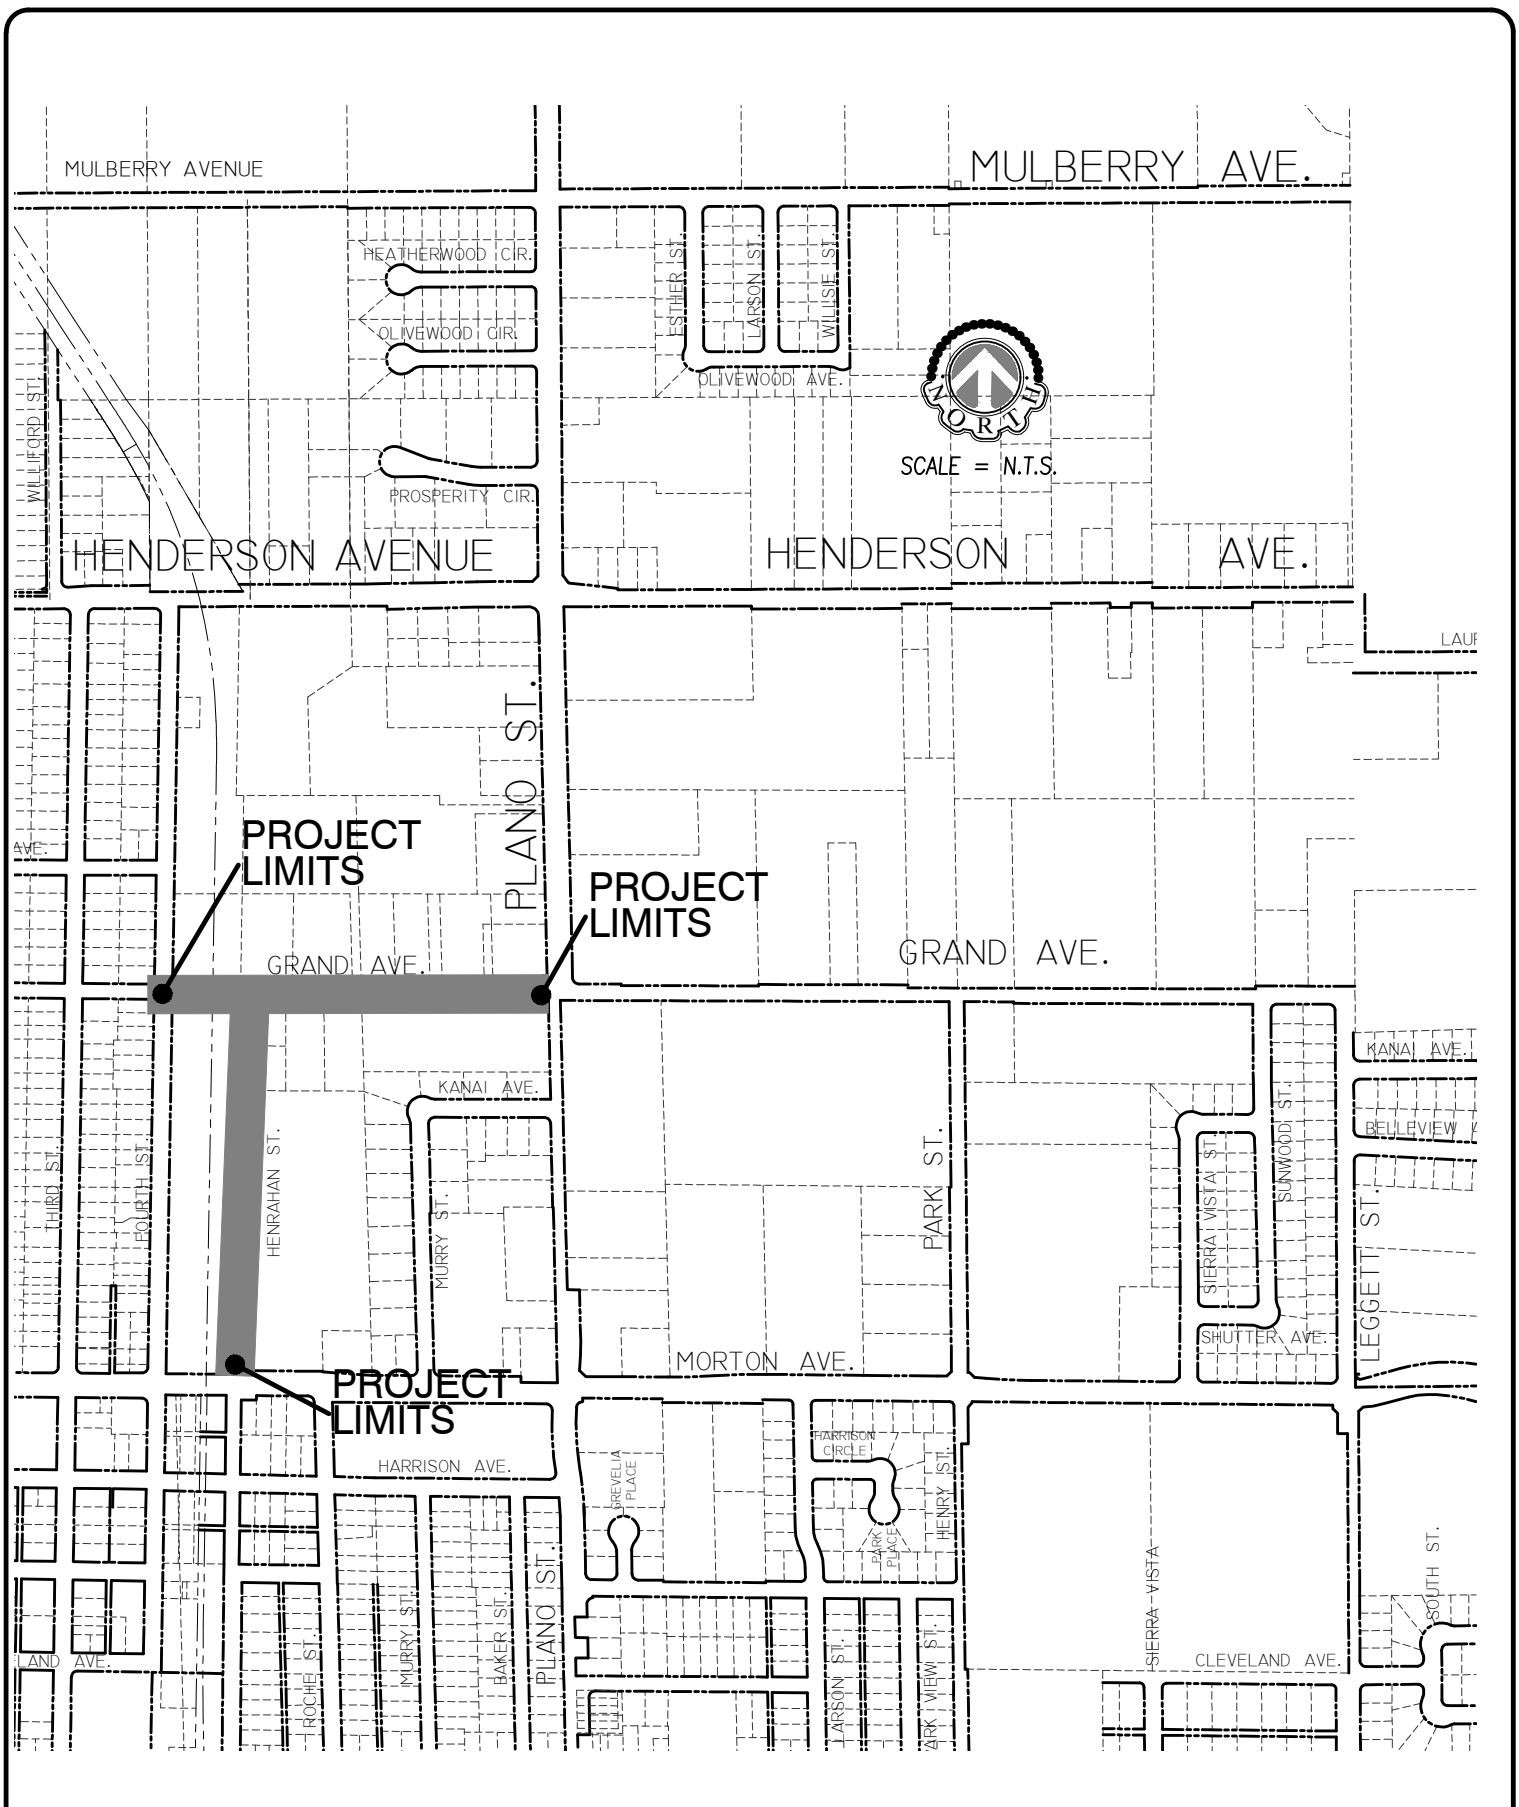 MULBERRY AVENUE
MULBERRY AVE.
HEATHERWOOD CIR.
OLIVEWOOD CIR.
ESTHER ST.
LARSON ST.
WILLSIE ST.
OLIVEWOOD AVE.
WILLIFORD ST.
NORTH
SCALE = N.T.S.
PROSPERITY CIR.
HENDERSON AVENUE
HENDERSON AVE.
LAUR
PLANO ST.
AVE.
PROJECT
LIMITS
PROJECT
LIMITS
GRAND AVE.
GRAND AVE.
KANAI AVE.
KANAI AVE.
BELLEVIEW A
THIRD ST.
FOURTH ST.
HENRAHAN ST.
MURRY ST.
PARK ST.
SIERRA VISTA ST.
SUNWOOD ST.
LEGGETT ST.
SHUTTER AVE.
MORTON AVE.
PROJECT
LIMITS
HARRISON AVE.
GREVELIA
PLACE
HARRISON
CIRCLE
HENRY ST.
PARK
PLACE
SIERRA VISTA
SOUTH ST.
LAND AVE.
ROCHE ST.
MURRY ST.
BAKER ST.
PLANO ST.
LARSON ST.
ARK VIEW ST.
CLEVELAND AVE.